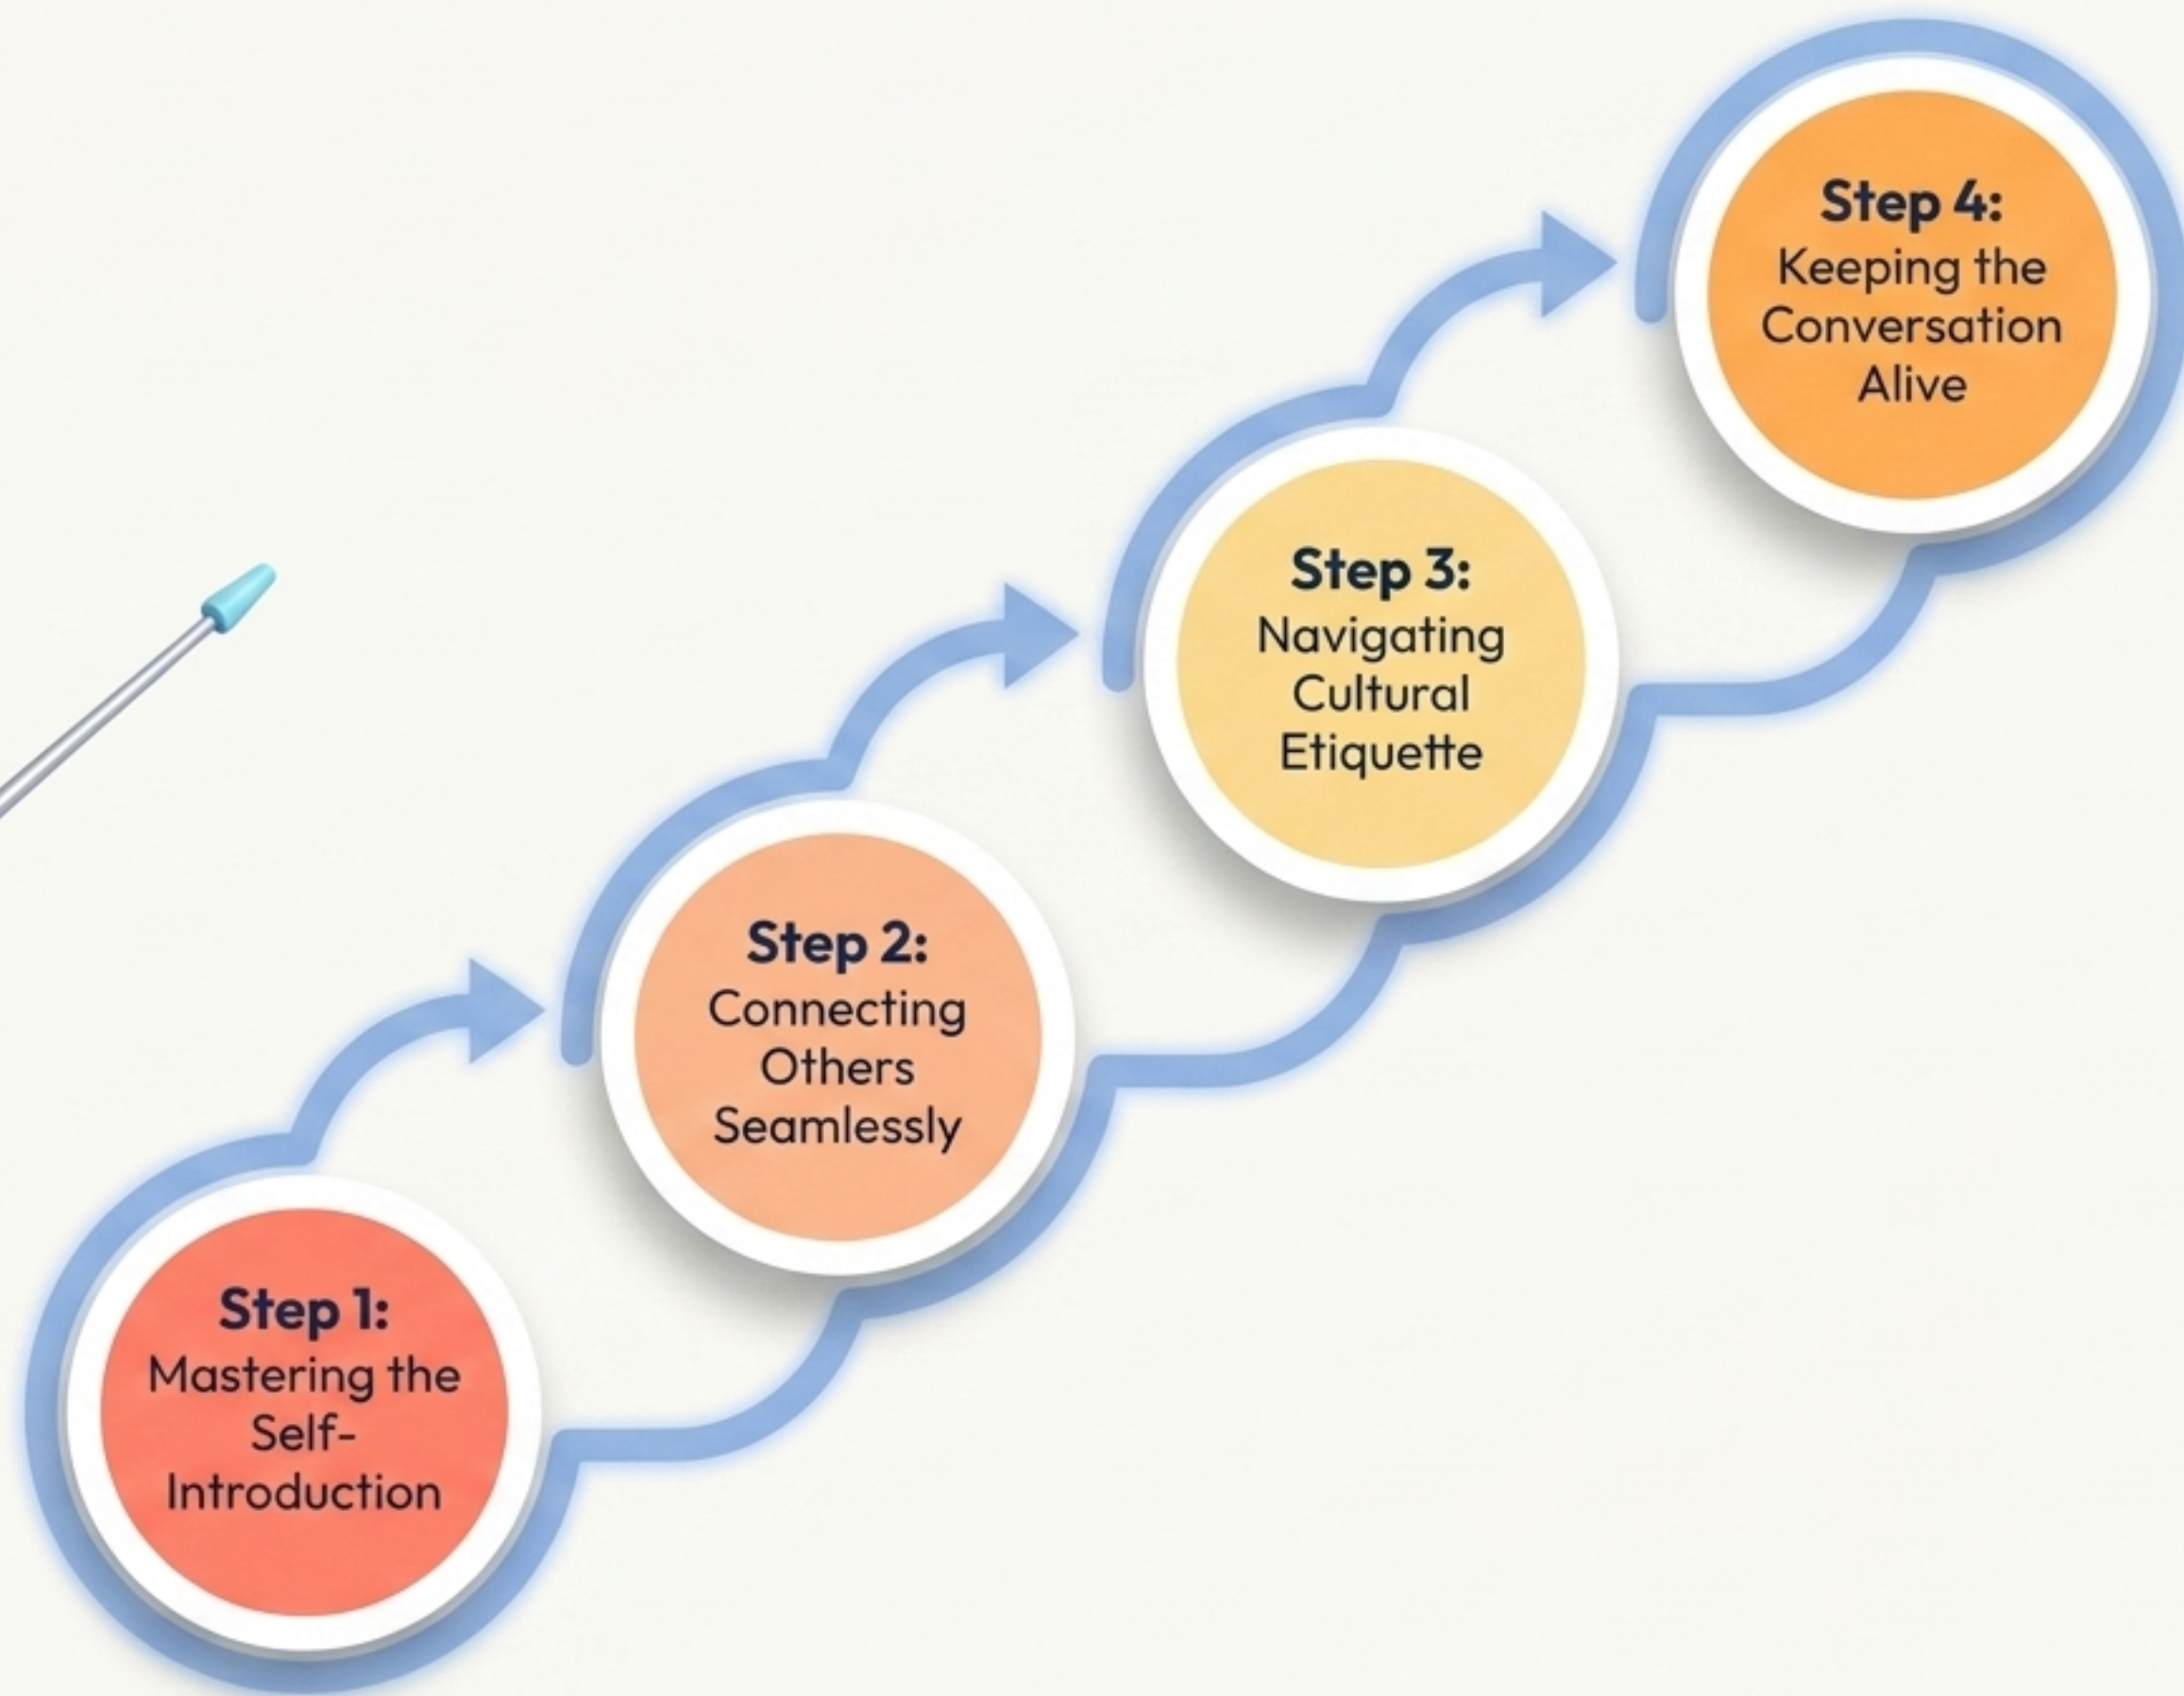 Step 1:
Mastering the
Self-
Introduction
Step 2:
Connecting
Others
Seamlessly
Step 3:
Navigating
Cultural
Etiquette
Step 4:
Keeping the
Conversation
Alive